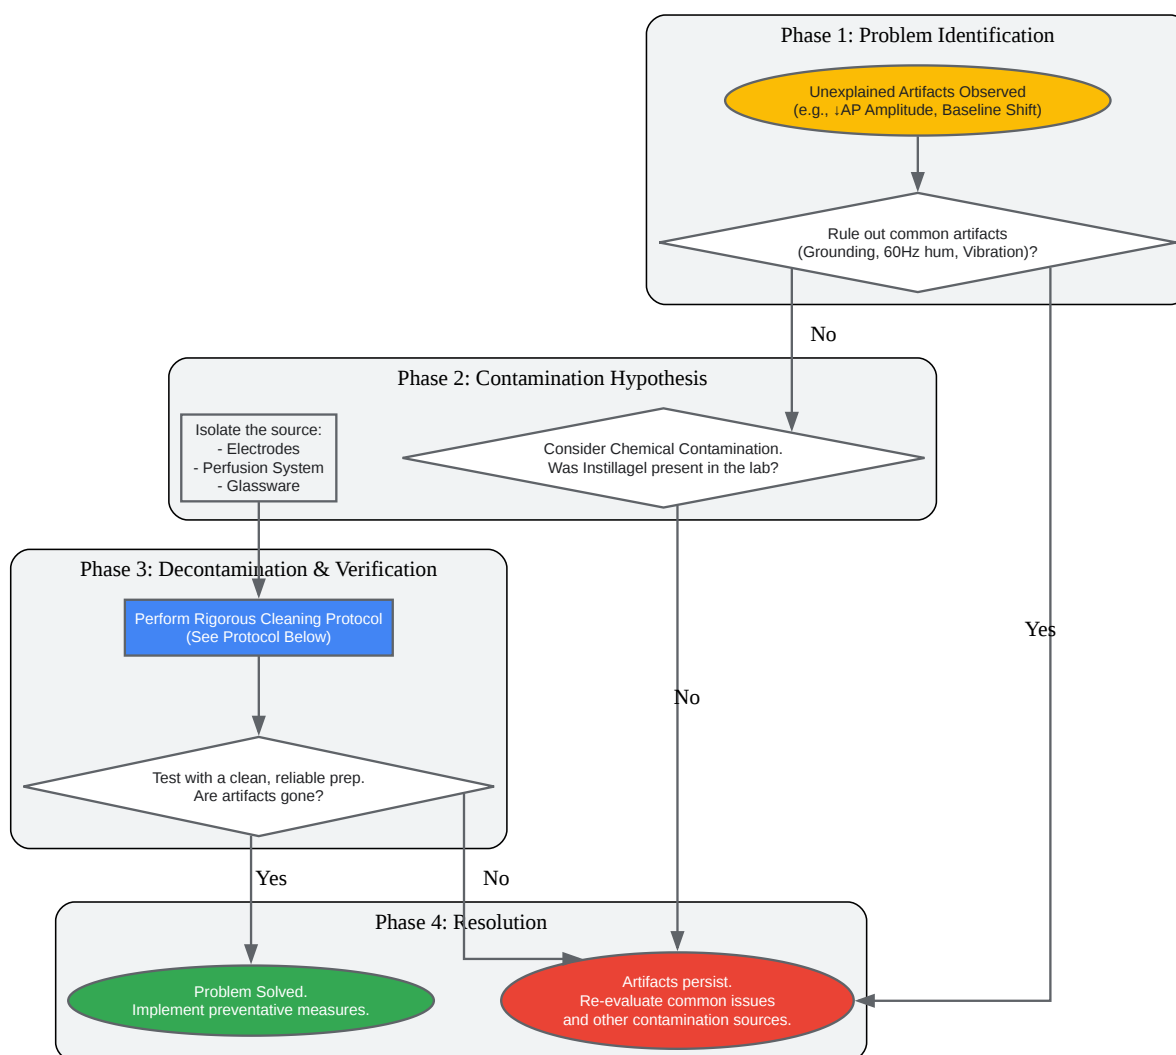 Phase 1: Problem Identification
Unexplained Artifacts Observed
(e.g., ↓AP Amplitude, Baseline Shift)
Rule out common artifacts
(Grounding, 60Hz hum, Vibration)?
No
Phase 2: Contamination Hypothesis
Isolate the source:
- Electrodes
- Perfusion System
- Glassware
Consider Chemical Contamination.
Was Instillagel present in the lab?
Phase 3: Decontamination & Verification
Perform Rigorous Cleaning Protocol
(See Protocol Below)
Yes
No
Test with a clean, reliable prep.
Are artifacts gone?
Yes
No
Phase 4: Resolution
Problem Solved.
Implement preventative measures.
Artifacts persist.
Re-evaluate common issues
and other contamination sources.